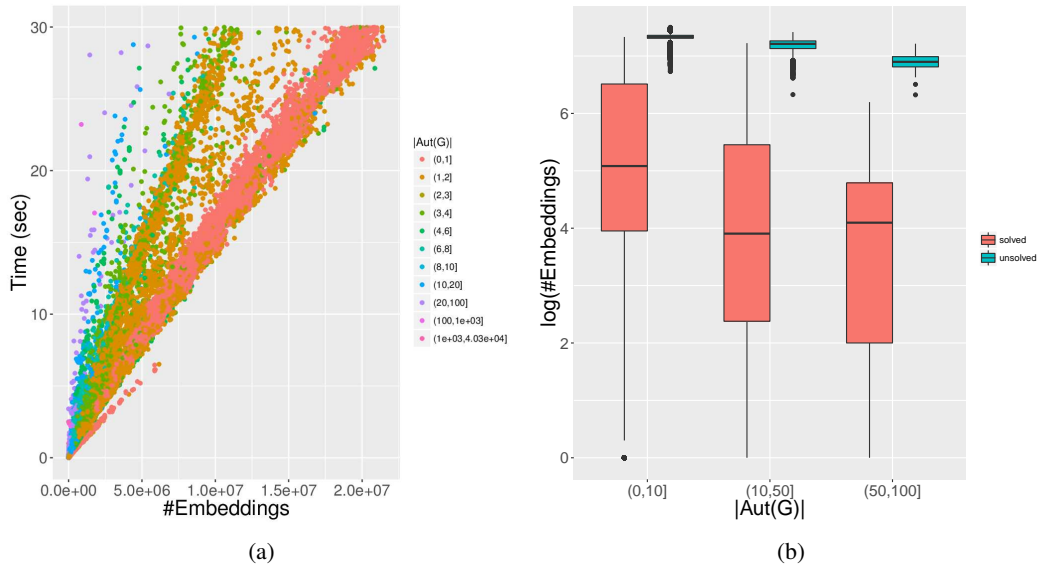 30
20
10
0
Time (sec)
0.0e+00 5.0e+06 1.0e+07 1.5e+07 2.0e+07
#Embeddings
|Aut(G)|
(0,1]
(1,2]
(2,3]
(3,4]
(4,6]
(6,8]
(8,10]
(10,20]
(20,100]
(100,1e+03]
(1e+03,4.03e+04]
(a)
6
4
2
0
log(#Embeddings)
(0,10] (10,50] (50,100]
|Aut(G)|
solved
unsolved
(b)